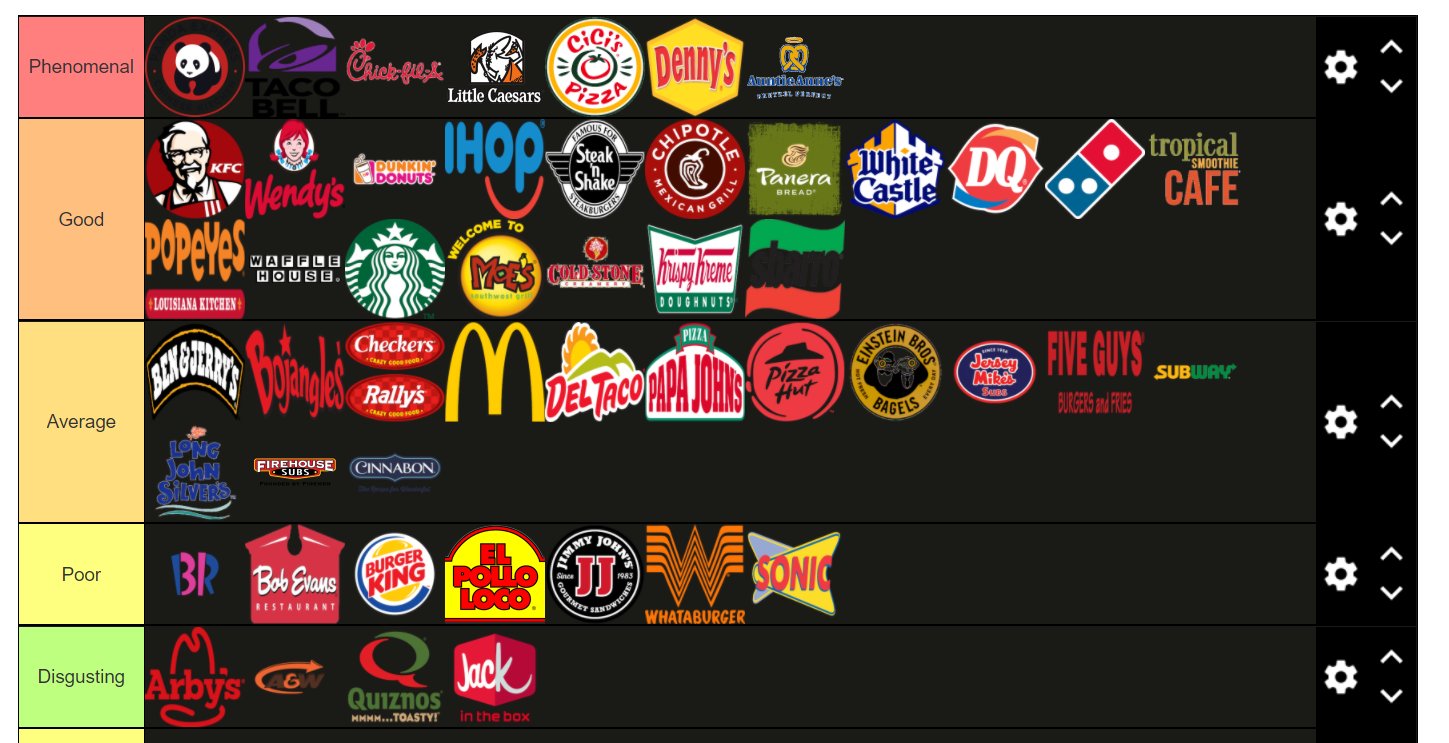 Phenomenal
TACO
BELL
Chick-fil-A
Little Caesars
CiCi's
PIZZA
Denny's
AuntieAnne's
PRETZEL PERFECT
Good
KFC
Wendy's
DUNKIN'
DONUTS
IHOP
FAMOUS FOR
Steak
'n
Shake
STEAKBURGERS
CHIPOTLE
MEXICAN GRILL
Panera
BREAD
White
Castle
DQ
tropical
SMOOTHIE
CAFE
POPEYES
LOUISIANA KITCHEN
WAFFLE
HOUSE
WELCOME TO
MOE'S
southwest grill
COLD STONE
CREAMERY
Krispy Kreme
DOUGHNUTS
sbarro
Average
BEN & JERRY'S
Bojangles'
Checkers
CRAZY GOOD FOOD
Rally's
CRAZY GOOD FOOD
DEL TACO
PIZZA
PAPA JOHNS
Pizza
Hut
EINSTEIN BROS
BAGELS
SINCE 1956
Jersey
Mike's
SUBS
FIVE GUYS
BURGERS and FRIES
SUBWAY
LONG
JOHN
SILVER'S
FIREHOUSE
SUBS
FOUNDED BY FIREMEN
CINNABON
Poor
BR
Bob Evans
RESTAURANT
BURGER
KING
EL
POLLO
LOCO
JIMMY JOHN'S
Since 1983
JJ
GOURMET SANDWICHES
WHATABURGER
SONIC
Disgusting
Arby's
A&W
QUIZNOS
MMMM...TOASTY!
Jack
in the box